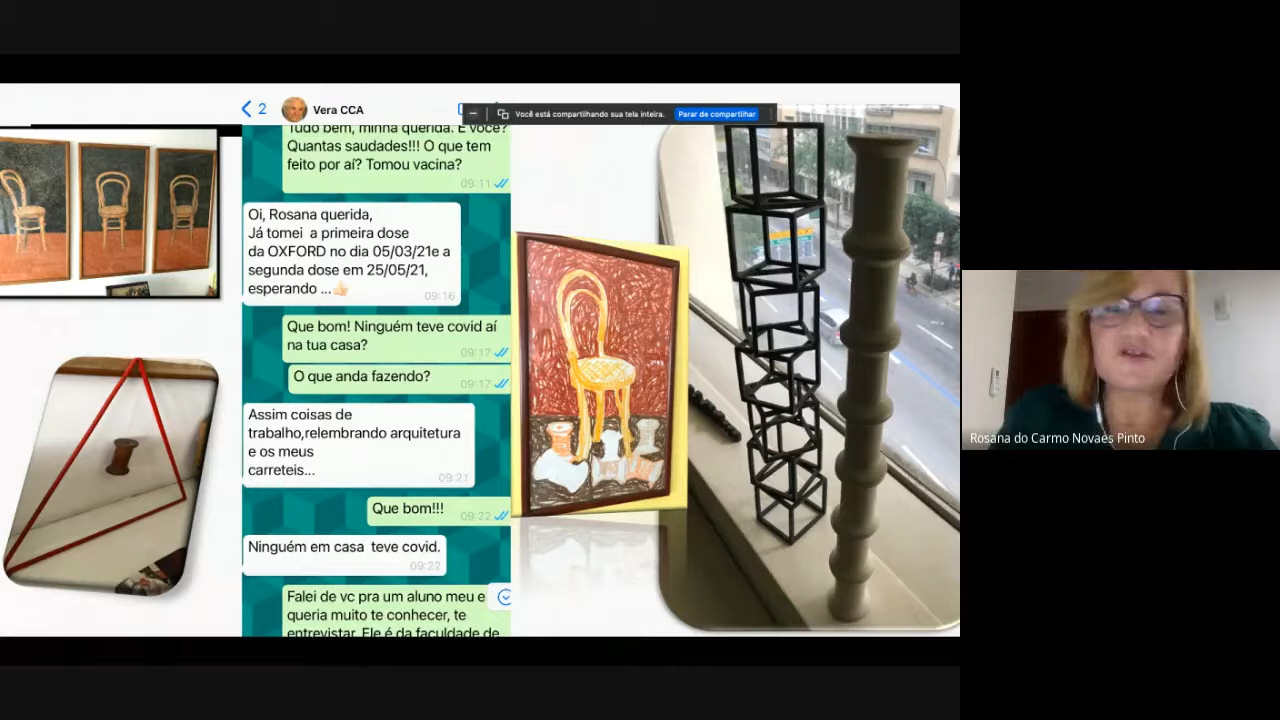 2
Vera CCA
Você está compartilhando sua tela inteira.
Parar de compartilhar
Tudo bem, minha querida. E você?
Quantas saudades!!! O que tem
feito por aí? Tomou vacina?
09:11
Oi, Rosana querida,
Já tomei a primeira dose
da OXFORD no dia 05/03/21e a
segunda dose em 25/05/21,
esperando ...👍🏻
09:16
Que bom! Ninguém teve covid aí
na tua casa?
09:17
O que anda fazendo?
09:17
Assim coisas de
trabalho,relembrando arquitetura
e os meus
carreteis...
09:21
Que bom!!!
09:22
Ninguém em casa teve covid.
09:22
Falei de vc pra um aluno meu e
queria muito te conhecer, te
entrevistar. Ele é da faculdade de
Rosana do Carmo Novaes Pinto